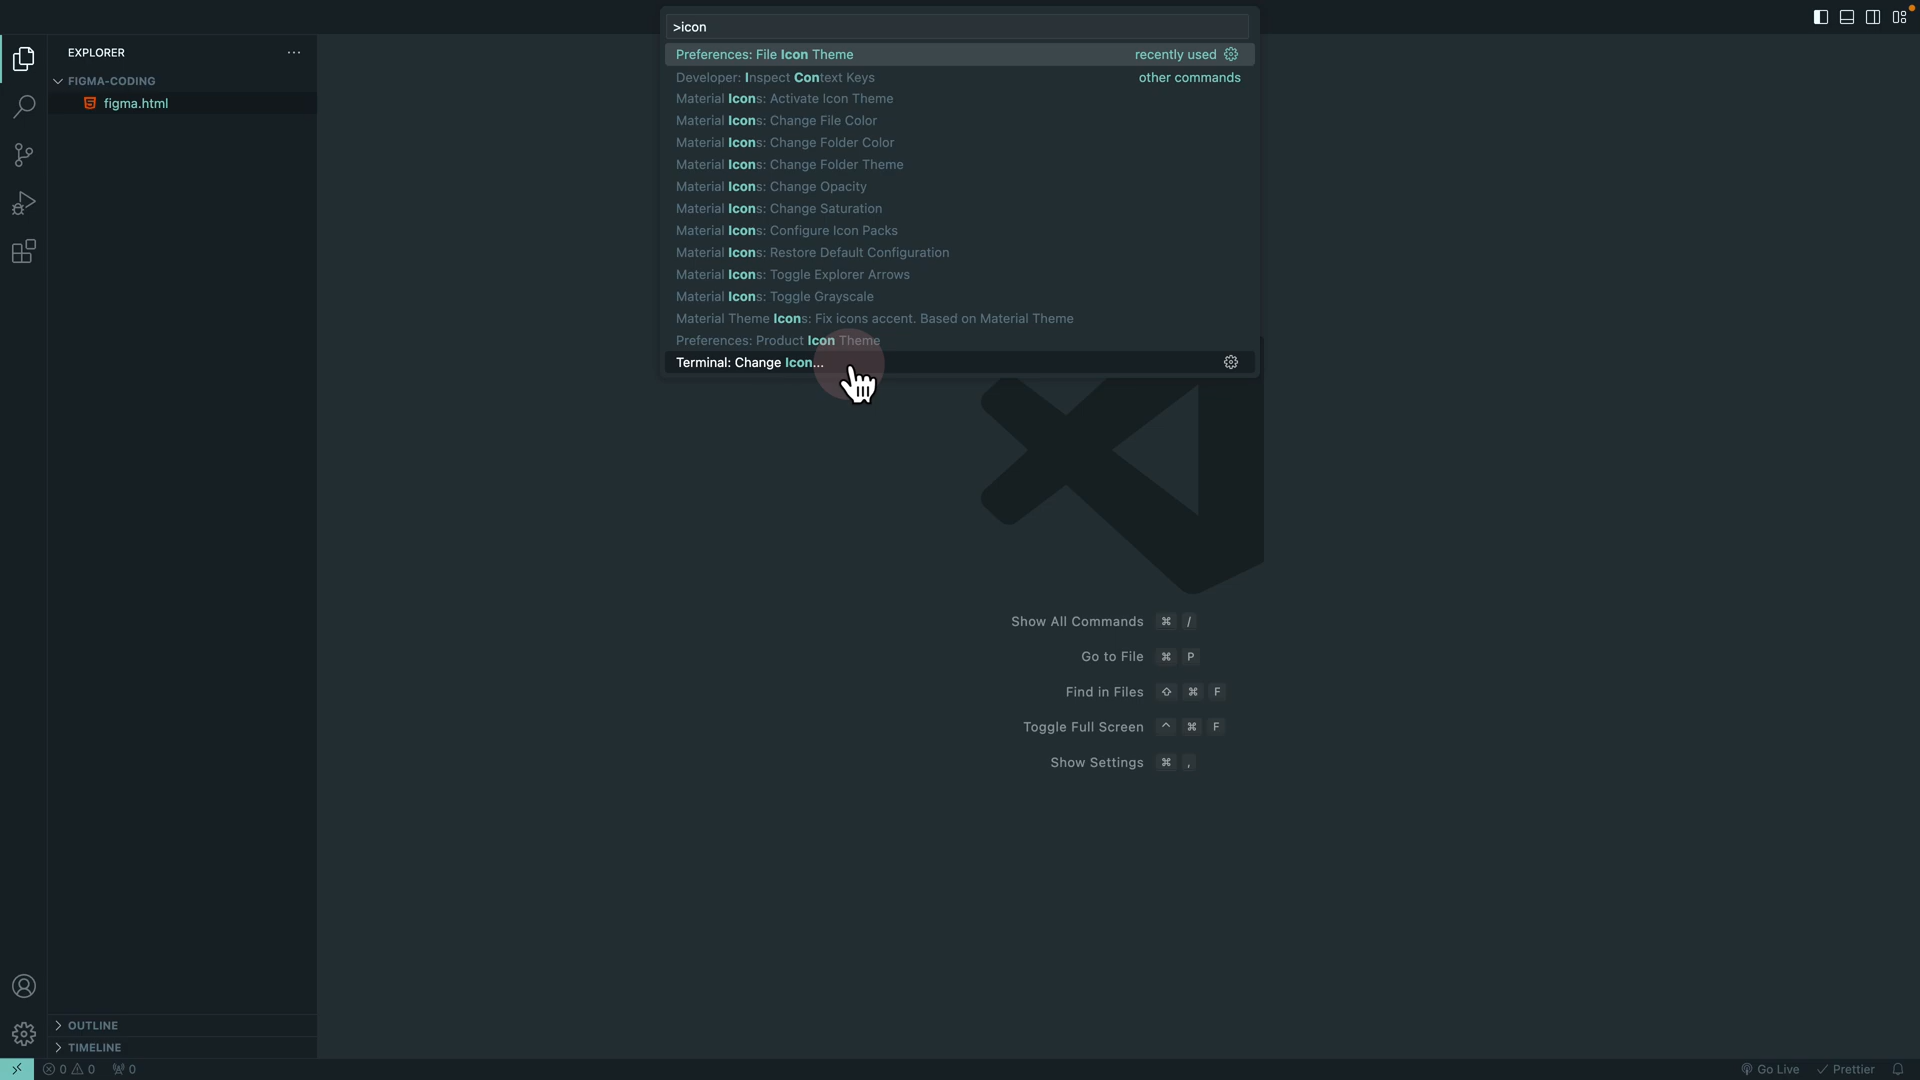 >icon
Preferences: File Icon Theme
recently used
Developer: Inspect Context Keys
other commands
Material Icons: Activate Icon Theme
Material Icons: Change File Color
Material Icons: Change Folder Color
Material Icons: Change Folder Theme
Material Icons: Change Opacity
Material Icons: Change Saturation
Material Icons: Configure Icon Packs
Material Icons: Restore Default Configuration
Material Icons: Toggle Explorer Arrows
Material Icons: Toggle Grayscale
Material Theme Icons: Fix icons accent. Based on Material Theme
Preferences: Product Icon Theme
Terminal: Change Icon...
EXPLORER
FIGMA-CODING
figma.html
Show All Commands ⌘ /
Go to File ⌘ P
Find in Files ⇧ ⌘ F
Toggle Full Screen ^ ⌘ F
Show Settings ⌘ ,
OUTLINE
TIMELINE
0 0 0
Go Live
Prettier